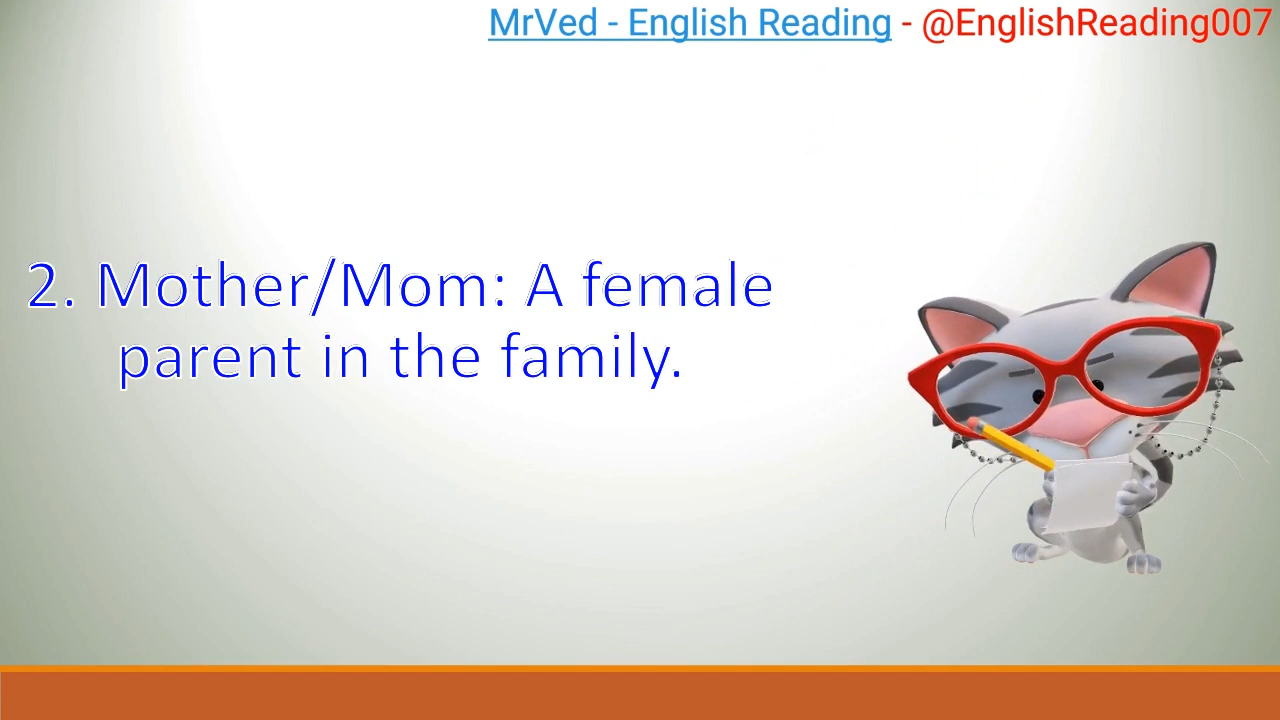 MrVed - English Reading - @EnglishReading007
2. Mother/Mom: A female
parent in the family.